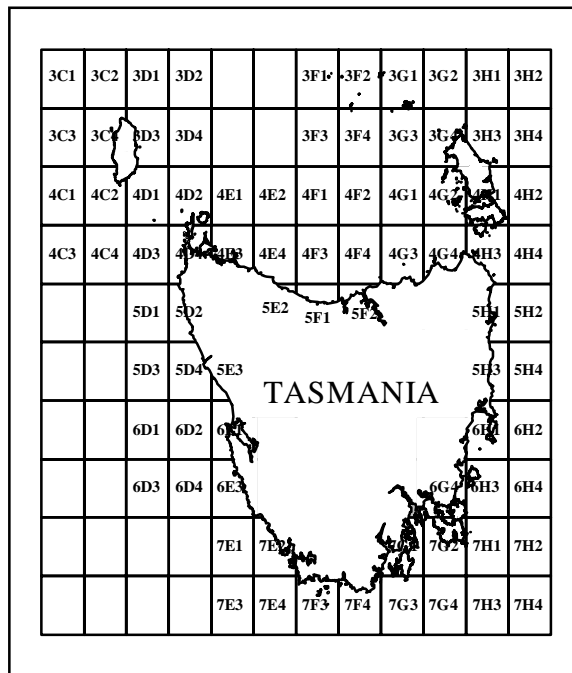 3C1 3C2 3D1 3D2 3F1 3F2 3G1 3G2 3H1 3H2
3C3 3C4 3D3 3D4 3F3 3F4 3G3 3G4 3H3 3H4
4C1 4C2 4D1 4D2 4E1 4E2 4F1 4F2 4G1 4G2 4H1 4H2
4C3 4C4 4D3 4D4 4E3 4E4 4F3 4F4 4G3 4G4 4H3 4H4
5D1 5D2 5E2 5F1 5F2 5H1 5H2
5D3 5D4 5E3 5H3 5H4
TASMANIA
6D1 6D2 6E1 6H1 6H2
6D3 6D4 6E3 6G4 6H3 6H4
7E1 7E2 7G1 7G2 7H1 7H2
7E3 7E4 7F3 7F4 7G3 7G4 7H3 7H4